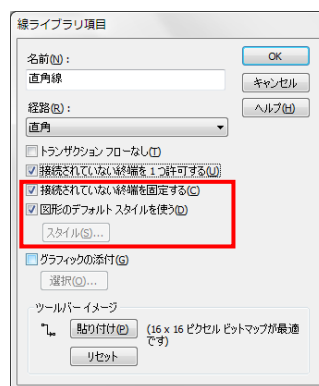 線ライブラリ項目
名前(N):
直角線
OK
キャンセル
ヘルプ(H)
経路(R):
直角
トランザクション フローなし(T)
接続されていない終端を 1 つ許可する(U)
接続されていない終端を固定する(C)
図形のデフォルト スタイルを使う(D)
スタイル(S)...
グラフィックの添付(G)
選択(O)...
ツールバー イメージ
貼り付け(P)
(16 x 16 ピクセル ビットマップが最適
です)
リセット